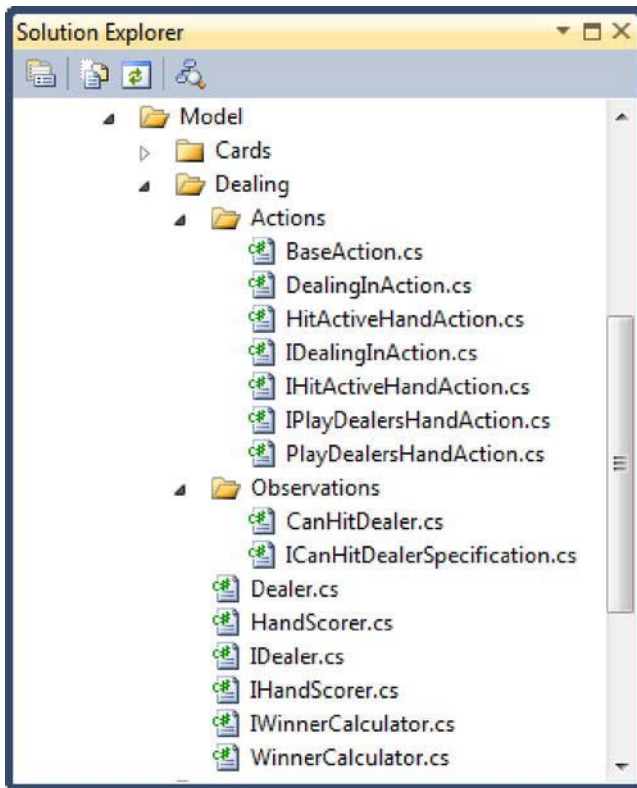 Solution Explorer
Model
Cards
Dealing
Actions
BaseAction.cs
DealingInAction.cs
HitActiveHandAction.cs
IDealingInAction.cs
IHitActiveHandAction.cs
IPlayDealersHandAction.cs
PlayDealersHandAction.cs
Observations
CanHitDealer.cs
ICanHitDealerSpecification.cs
Dealer.cs
HandScorer.cs
IDealer.cs
IHandScorer.cs
IWinnerCalculator.cs
WinnerCalculator.cs